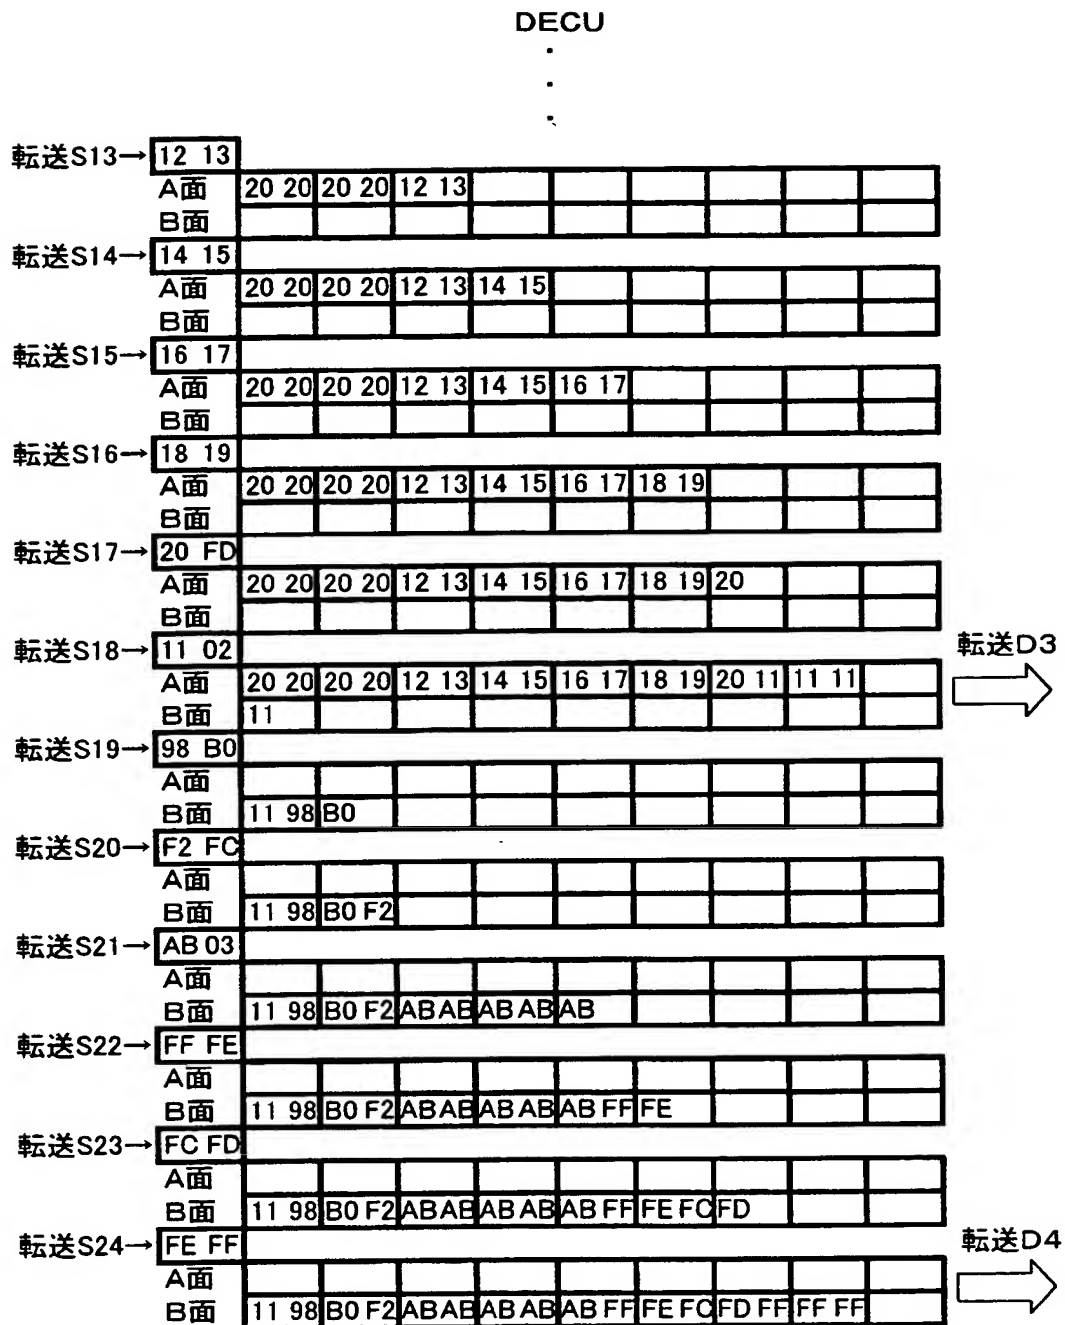 DECU
転送S13→ 12 13
A面 20 20 20 20 12 13
B面
転送S14→ 14 15
A面 20 20 20 20 12 13 14 15
B面
転送S15→ 16 17
A面 20 20 20 20 12 13 14 15 16 17
B面
転送S16→ 18 19
A面 20 20 20 20 12 13 14 15 16 17 18 19
B面
転送S17→ 20 FD
A面 20 20 20 20 12 13 14 15 16 17 18 19 20
B面
転送S18→ 11 02 転送D3
A面 20 20 20 20 12 13 14 15 16 17 18 19 20 11 11 11
B面 11
転送S19→ 98 B0
A面
B面 11 98 B0
転送S20→ F2 FC
A面
B面 11 98 B0 F2
転送S21→ AB 03
A面
B面 11 98 B0 F2 AB AB AB AB AB
転送S22→ FF FE
A面
B面 11 98 B0 F2 AB AB AB AB AB FF FE
転送S23→ FC FD
A面
B面 11 98 B0 F2 AB AB AB AB AB FF FE FC FD
転送S24→ FE FF 転送D4
A面
B面 11 98 B0 F2 AB AB AB AB AB FF FE FC FD FF FF FF